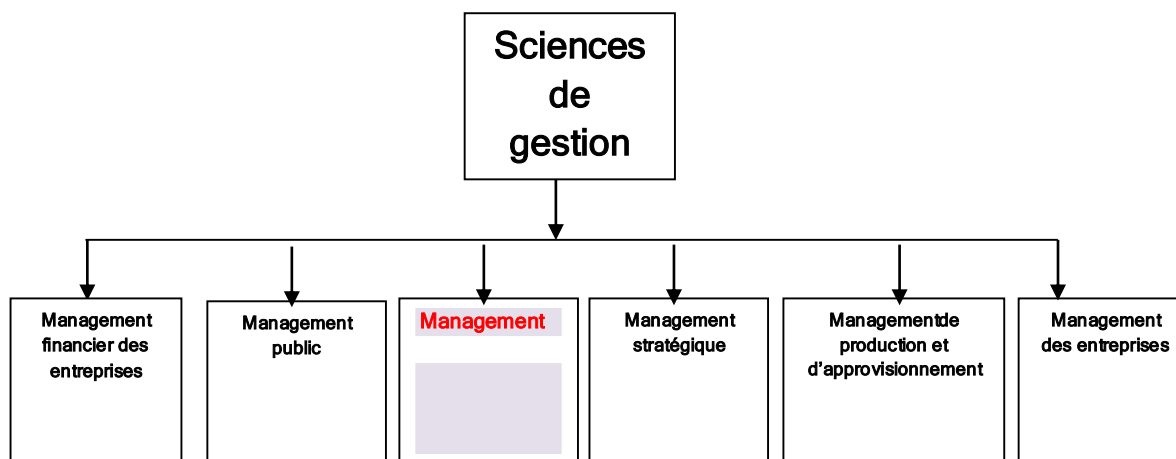 Sciences
de
gestion
Management
financier des
entreprises
Management
public
Management
Management
stratégique
Managementde
production et
d'approvisionnement
Management
des entreprises